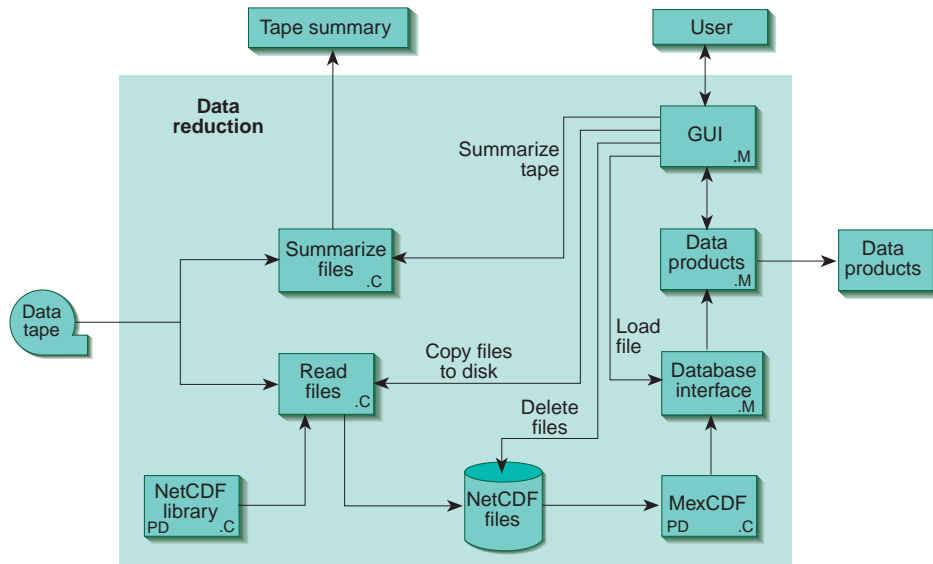 Tape summary
User
Data
reduction
GUI
.M
Summarize
tape
Summarize
files
.C
Data
products
.M
Data
products
Data
tape
Load
file
Copy files
to disk
Read
files
.C
Database
interface
.M
Delete
files
NetCDF
library
PD .C
NetCDF
files
MexCDF
PD .C